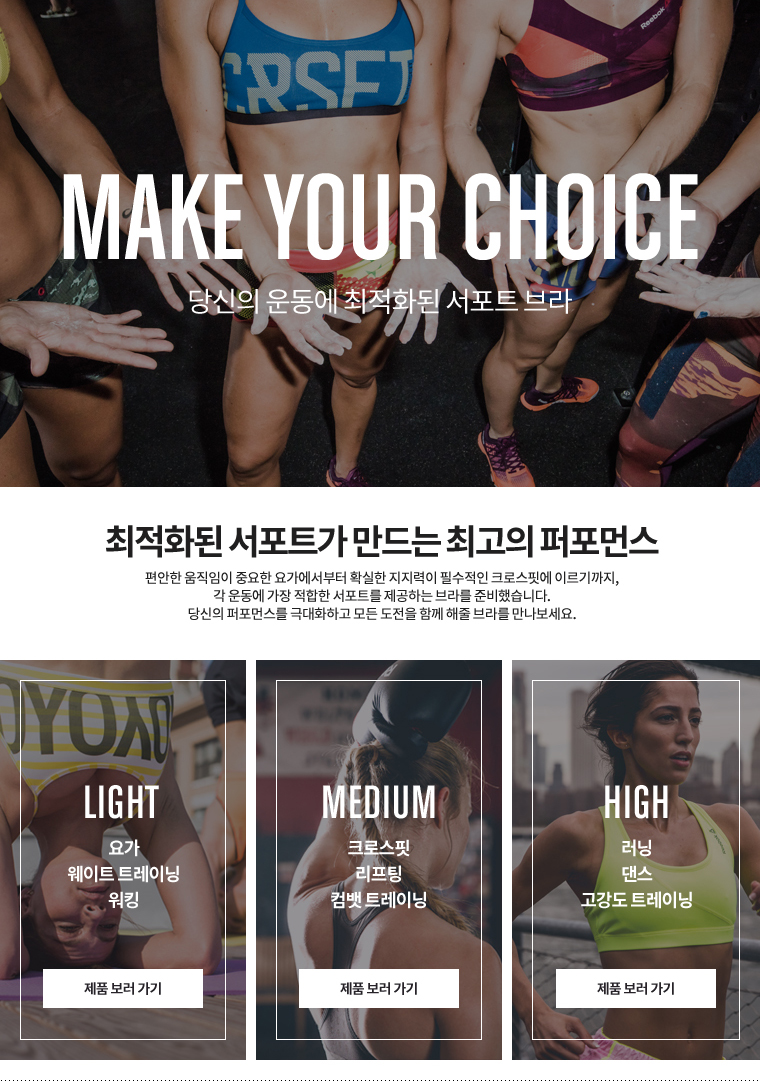 Reebok
CRSFT
MAKE YOUR CHOICE
당신의 운동에 최적화된 서포트 브라
최적화된 서포트가 만드는 최고의 퍼포먼스
편안한 움직임이 중요한 요가에서부터 확실한 지지력이 필수적인 크로스핏에 이르기까지,
각 운동에 가장 적합한 서포트를 제공하는 브라를 준비했습니다.
당신의 퍼포먼스를 극대화하고 모든 도전을 함께 해줄 브라를 만나보세요.
LIGHT
요가
웨이트 트레이닝
워킹
제품 보러 가기
MEDIUM
크로스핏
리프팅
컴뱃 트레이닝
제품 보러 가기
HIGH
러닝
댄스
고강도 트레이닝
제품 보러 가기